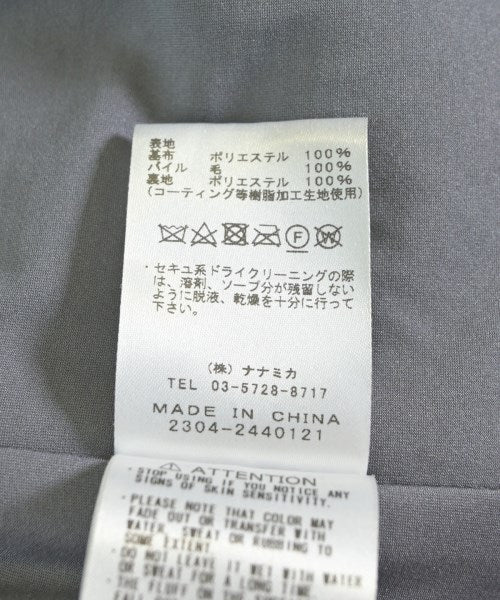 表地
基布 ポリエステル 100%
パイル 毛 100%
裏地 ポリエステル 100%
(コーティング等樹脂加工生地使用)
F W
・セキユ系ドライクリーニングの際
は、溶剤、ソープ分が残留しない
ように脱液、乾燥を十分に行って
下さい。
(株) ナナミカ
TEL 03-5728-8717
MADE IN CHINA
2304-2440121
⚠ ATTENTION
・STOP USING IF YOU NOTICE ANY
SIGNS OF SKIN SENSITIVITY.
・PLEASE NOTE THAT COLOR MAY
FADE OUT OR TRANSFER WITH
WATER, SWEAT OR RUBBING TO
SOME EXTENT.
・DO NOT LEAVE IT WET WITH WATER
OR SWEAT FOR A LONG TIME.
・THE FLUFF ON THE
FALL OUT